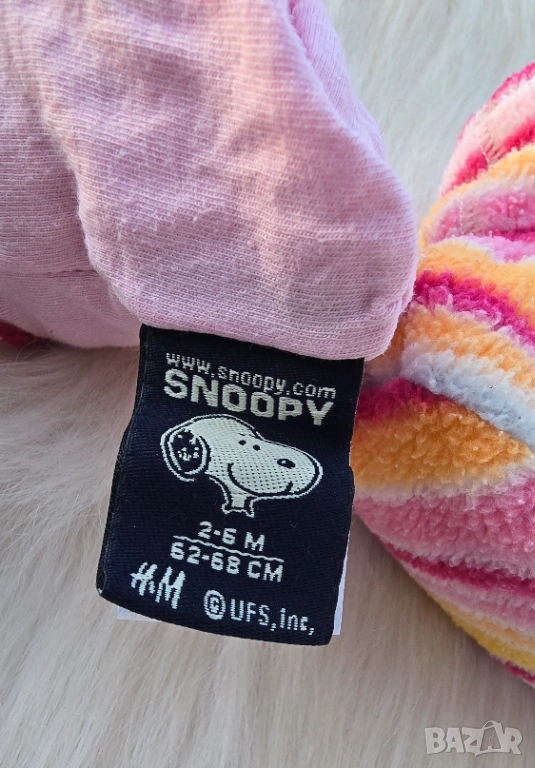 www.snoopy.com
SNOOPY
2-6 M
62-68 CM
H&M ©UFS, inc.
BAZAR